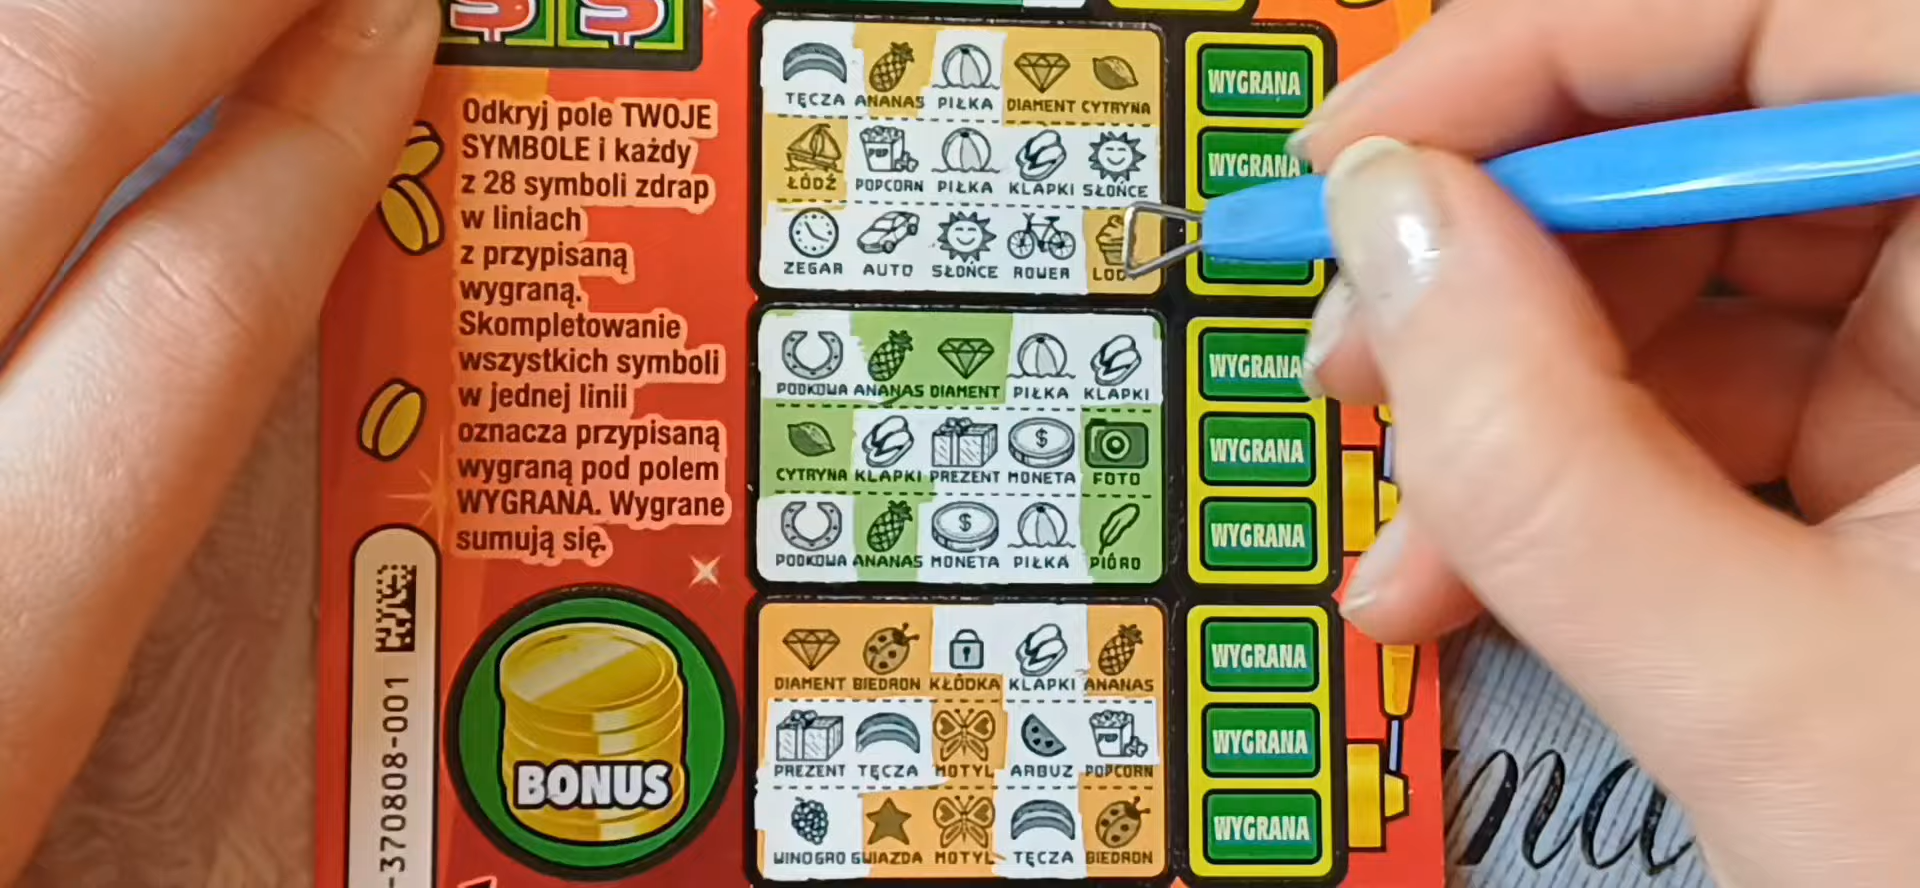 Odkryj pole TWOJE
SYMBOLE i każdy
z 28 symboli zdrap
w liniach
z przypisaną
wygraną.
Skompletowanie
wszystkich symboli
w jednej linii
oznacza przypisaną
wygraną pod polem
WYGRANA. Wygrane
sumują się.
-370808-001
BONUS
TĘCZA ANANAS PIŁKA DIAMENT CYTRYNA
WYGRANA
ŁÓDŹ POPCORN PIŁKA KLAPKI SŁOŃCE
WYGRANA
ZEGAR AUTO SŁOŃCE ROWER
PODKOWA ANANAS DIAMENT PIŁKA KLAPKI
WYGRANA
CYTRYNA KLAPKI PREZENT MONETA FOTO
WYGRANA
PODKOWA ANANAS MONETA PIŁKA PIÓRO
WYGRANA
DIAMENT BIEDRON KŁÓDKA KLAPKI ANANAS
WYGRANA
PREZENT TĘCZA MOTYL ARBUZ POPCORN
WYGRANA
WINOGRO GWIAZDA MOTYL TĘCZA BIEDRON
WYGRANA